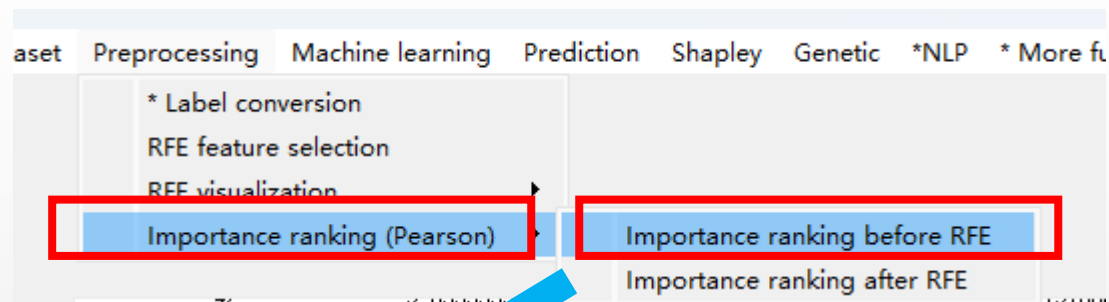 aset Preprocessing Machine learning Prediction Shapley Genetic *NLP * More fu
* Label conversion
RFE feature selection
RFE visualization
Importance ranking (Pearson)
Importance ranking before RFE
Importance ranking after RFE